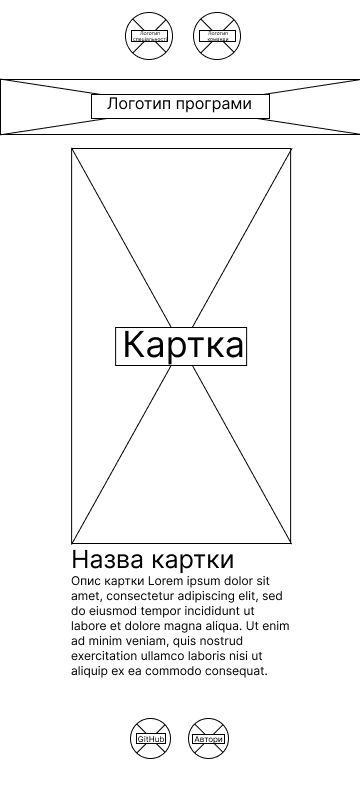 Логотип спеціальності
Логотип команди
Логотип програми
Картка
Назва картки
Опис картки Lorem ipsum dolor sit
amet, consectetur adipiscing elit, sed
do eiusmod tempor incididunt ut
labore et dolore magna aliqua. Ut enim
ad minim veniam, quis nostrud
exercitation ullamco laboris nisi ut
aliquip ex ea commodo consequat.
GitHub
Автори